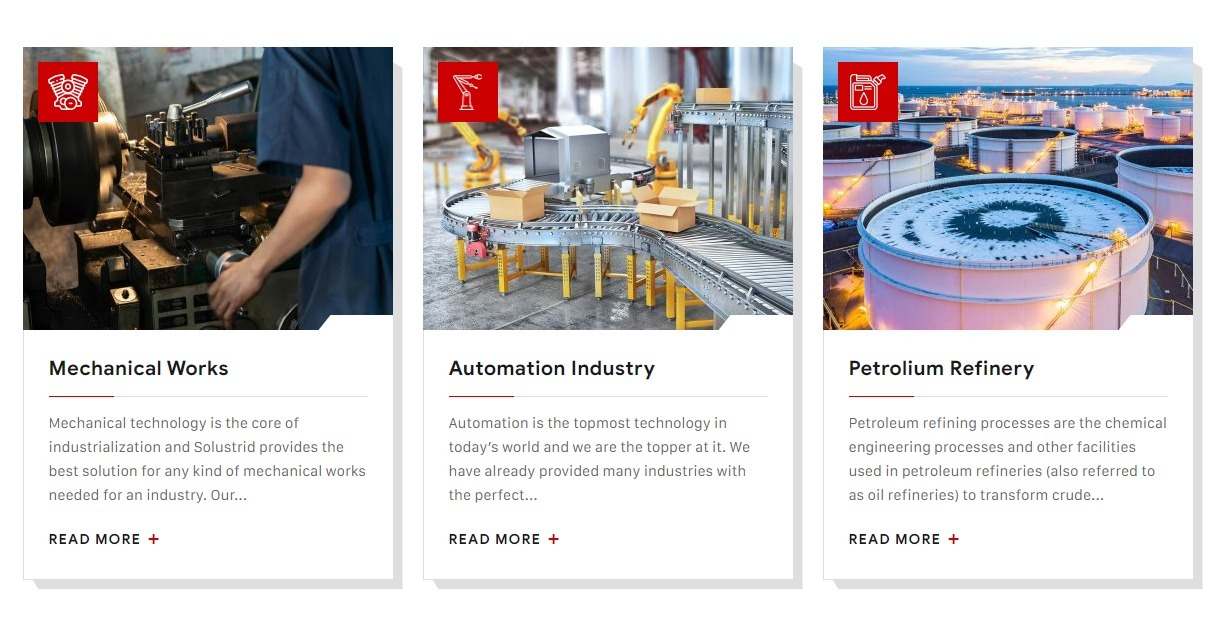 Mechanical Works
Mechanical technology is the core of
industrialization and Solustrid provides the
best solution for any kind of mechanical works
needed for an industry. Our...
READ MORE +
Automation Industry
Automation is the topmost technology in
today’s world and we are the topper at it. We
have already provided many industries with
the perfect...
READ MORE +
Petrolium Refinery
Petroleum refining processes are the chemical
engineering processes and other facilities
used in petroleum refineries (also referred to
as oil refineries) to transform crude...
READ MORE +